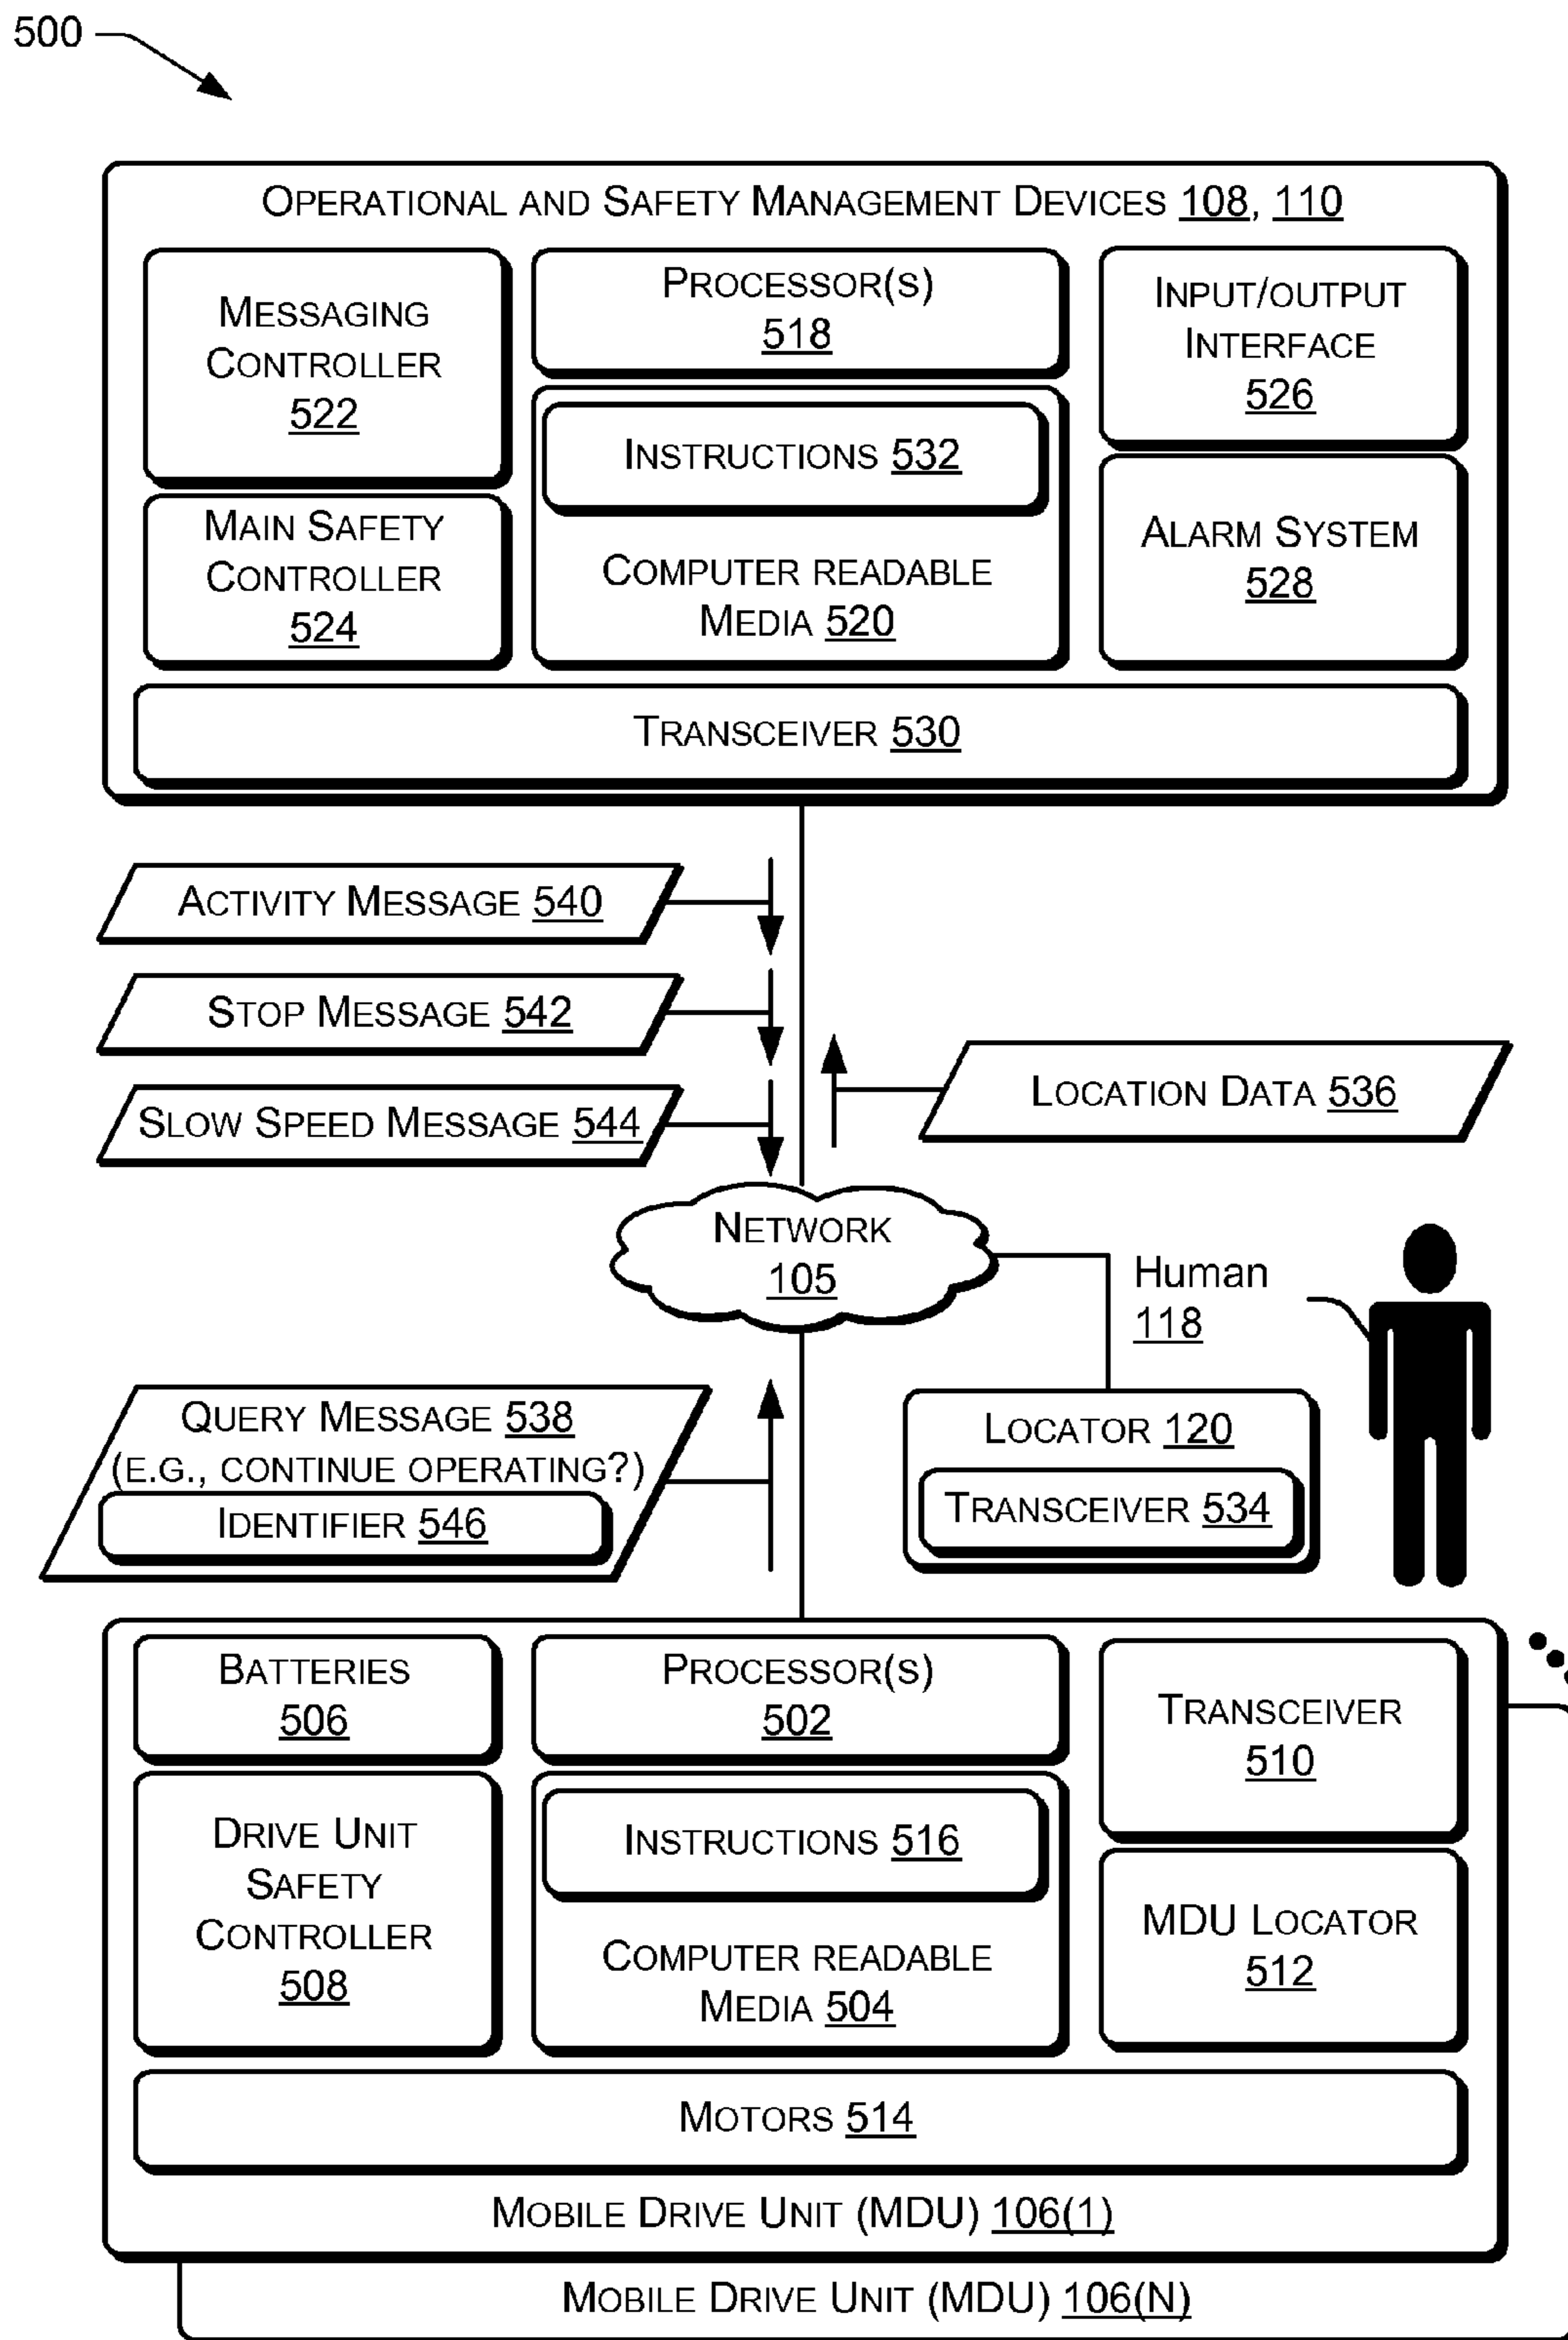 500
OPERATIONAL AND SAFETY MANAGEMENT DEVICES 108, 110
MESSAGING
CONTROLLER
522
PROCESSOR(S)
518
INPUT/OUTPUT
INTERFACE
526
INSTRUCTIONS 532
COMPUTER READABLE
MEDIA 520
MAIN SAFETY
CONTROLLER
524
ALARM SYSTEM
528
TRANSCEIVER 530
ACTIVITY MESSAGE 540
STOP MESSAGE 542
SLOW SPEED MESSAGE 544
LOCATION DATA 536
NETWORK
105
Human
118
QUERY MESSAGE 538
(E.G., CONTINUE OPERATING?)
IDENTIFIER 546
LOCATOR 120
TRANSCEIVER 534
BATTERIES
506
PROCESSOR(S)
502
TRANSCEIVER
510
DRIVE UNIT
SAFETY
CONTROLLER
508
INSTRUCTIONS 516
COMPUTER READABLE
MEDIA 504
MDU LOCATOR
512
MOTORS 514
MOBILE DRIVE UNIT (MDU) 106(1)
MOBILE DRIVE UNIT (MDU) 106(N)